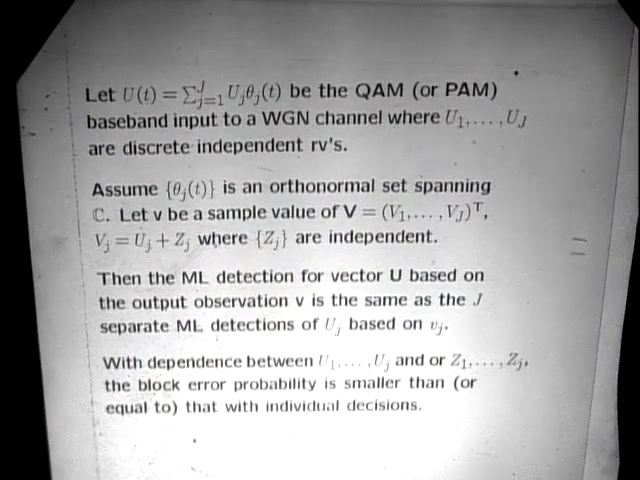 Let U(t) = ∑_{j=1}^J U_jθ_j(t) be the QAM (or PAM)
baseband input to a WGN channel where U_1, . . . , U_J
are discrete independent rv's.
Assume {θ_j(t)} is an orthonormal set spanning
ℂ. Let v be a sample value of V = (V_1, . . . , V_J)^T,
V_j = U_j + Z_j where {Z_j} are independent.
Then the ML detection for vector U based on
the output observation v is the same as the J
separate ML detections of U_j based on v_j.
With dependence between U_1, . . . , U_j and or Z_1, . . . , Z_j,
the block error probability is smaller than (or
equal to) that with individual decisions.